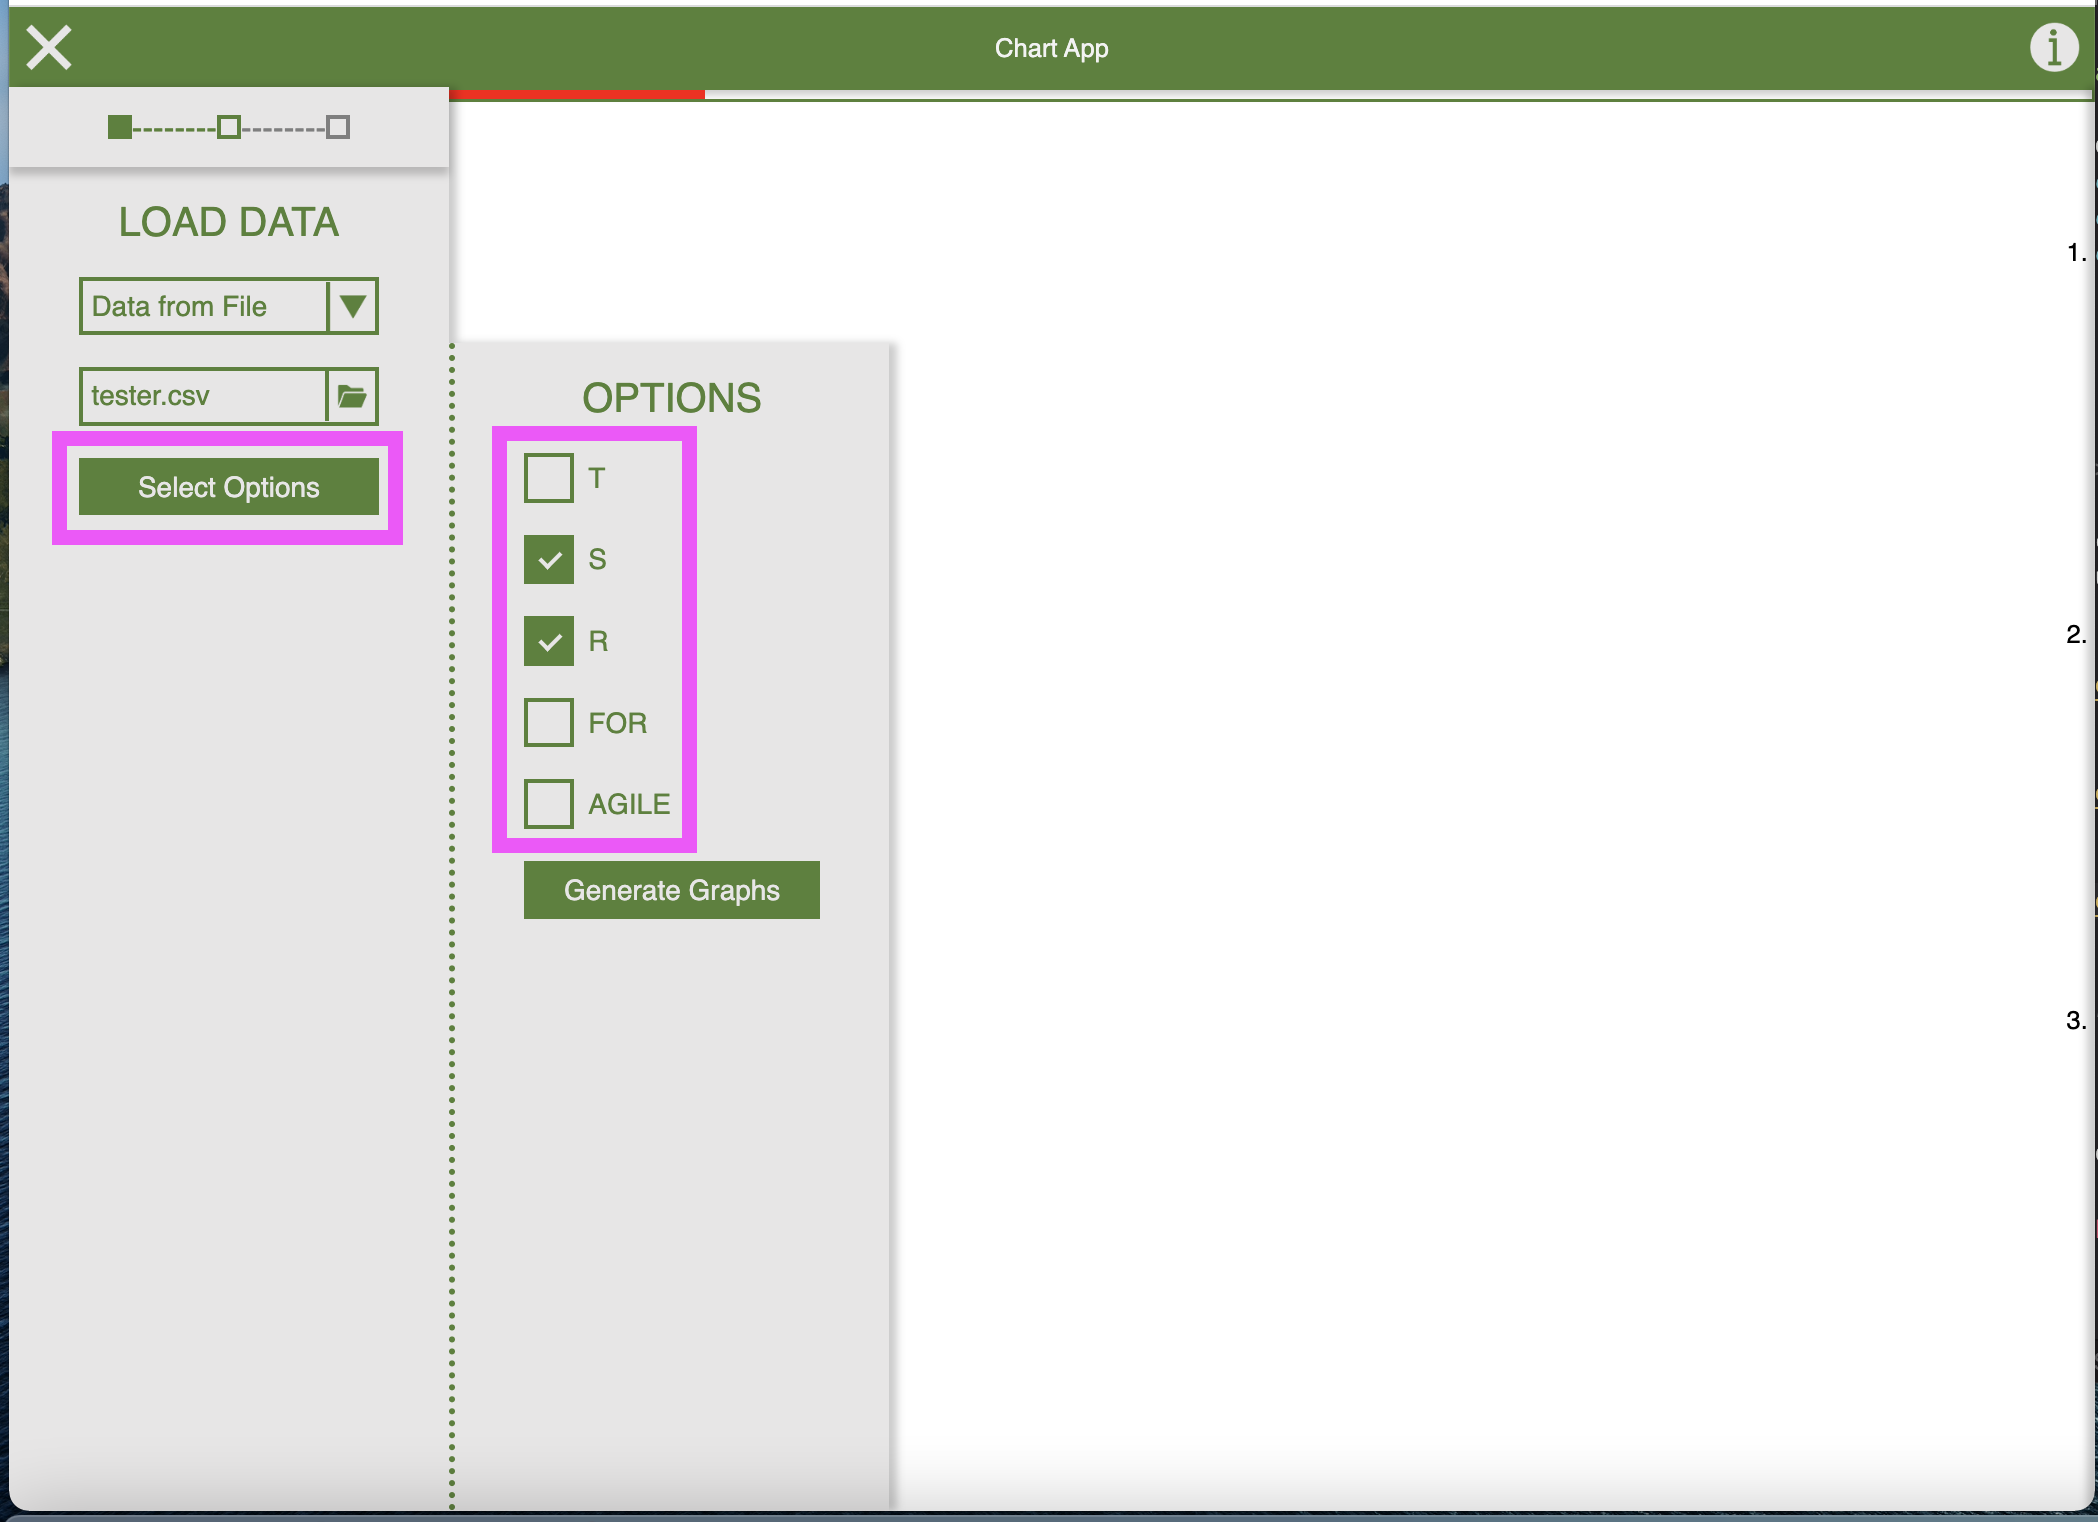 Chart App
LOAD DATA
Data from File
tester.csv
Select Options
OPTIONS
T
S
R
FOR
AGILE
Generate Graphs
1.
2.
3.